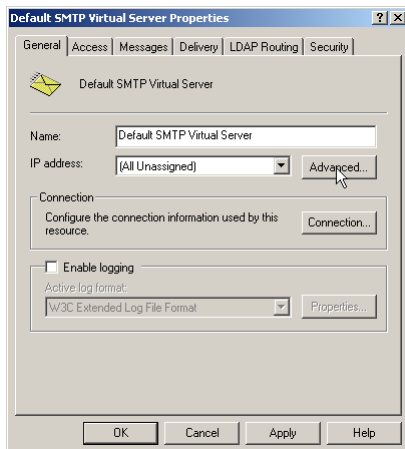 Default SMTP Virtual Server Properties
General Access Messages Delivery LDAP Routing Security
Default SMTP Virtual Server
Name: Default SMTP Virtual Server
IP address: (All Unassigned) Advanced...
Connection
Configure the connection information used by this
resource.
Connection...
Enable logging
Active log format:
W3C Extended Log File Format Properties...
OK Cancel Apply Help